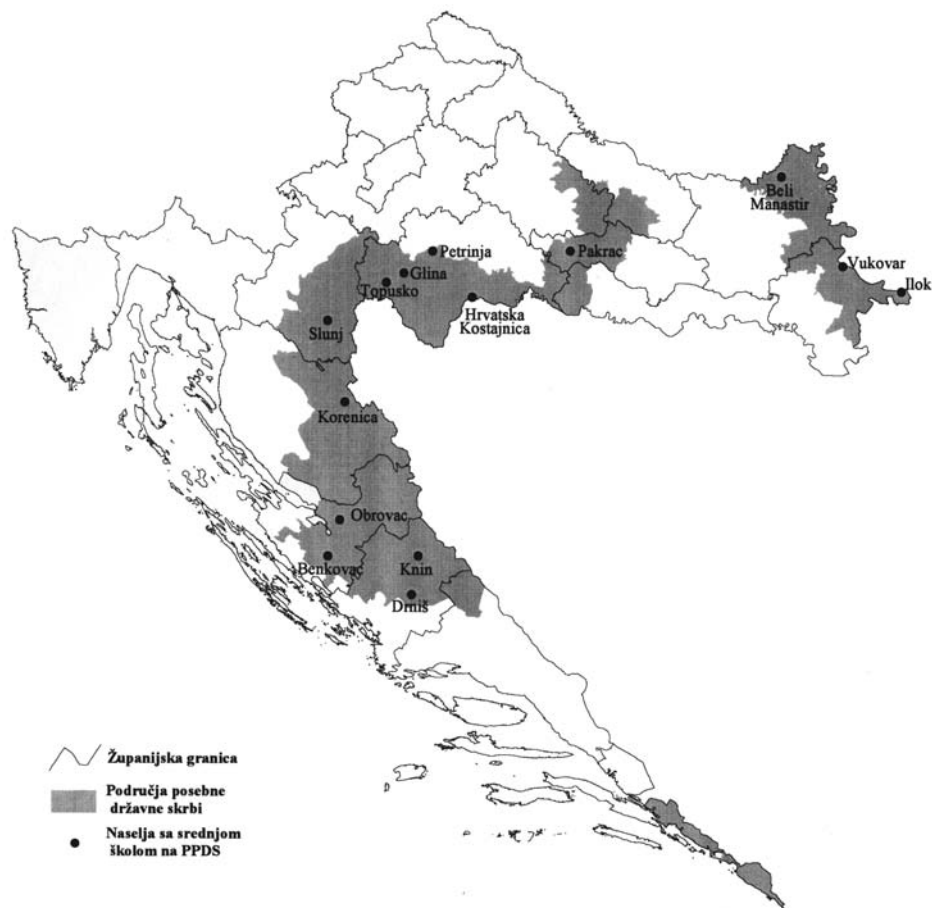 Beli
Manastir
Petrinja
Pakrac
Glina
Vukovar
Topusko
Ilok
Hrvatska
Kostajnica
Slunj
Korenica
Obrovac
Benkovac
Knin
Drniš
Županijska granica
Područja posebne
državne skrbi
Naselja sa srednjom
školom na PPDS